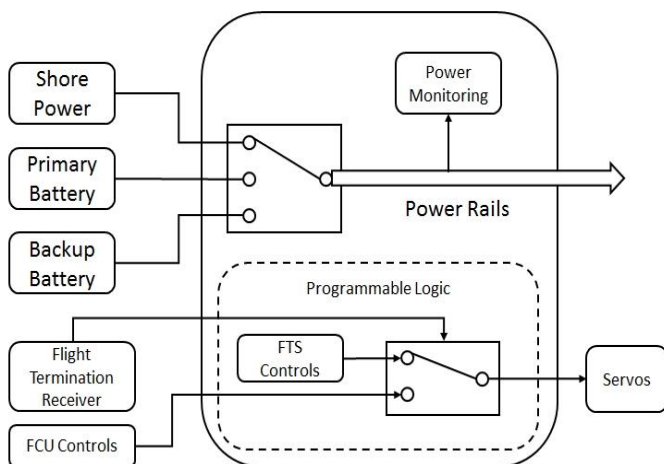 Shore
Power
Primary
Battery
Backup
Battery
Power
Monitoring
Power Rails
Programmable Logic
Flight
Termination
Receiver
FTS
Controls
Servos
FCU Controls